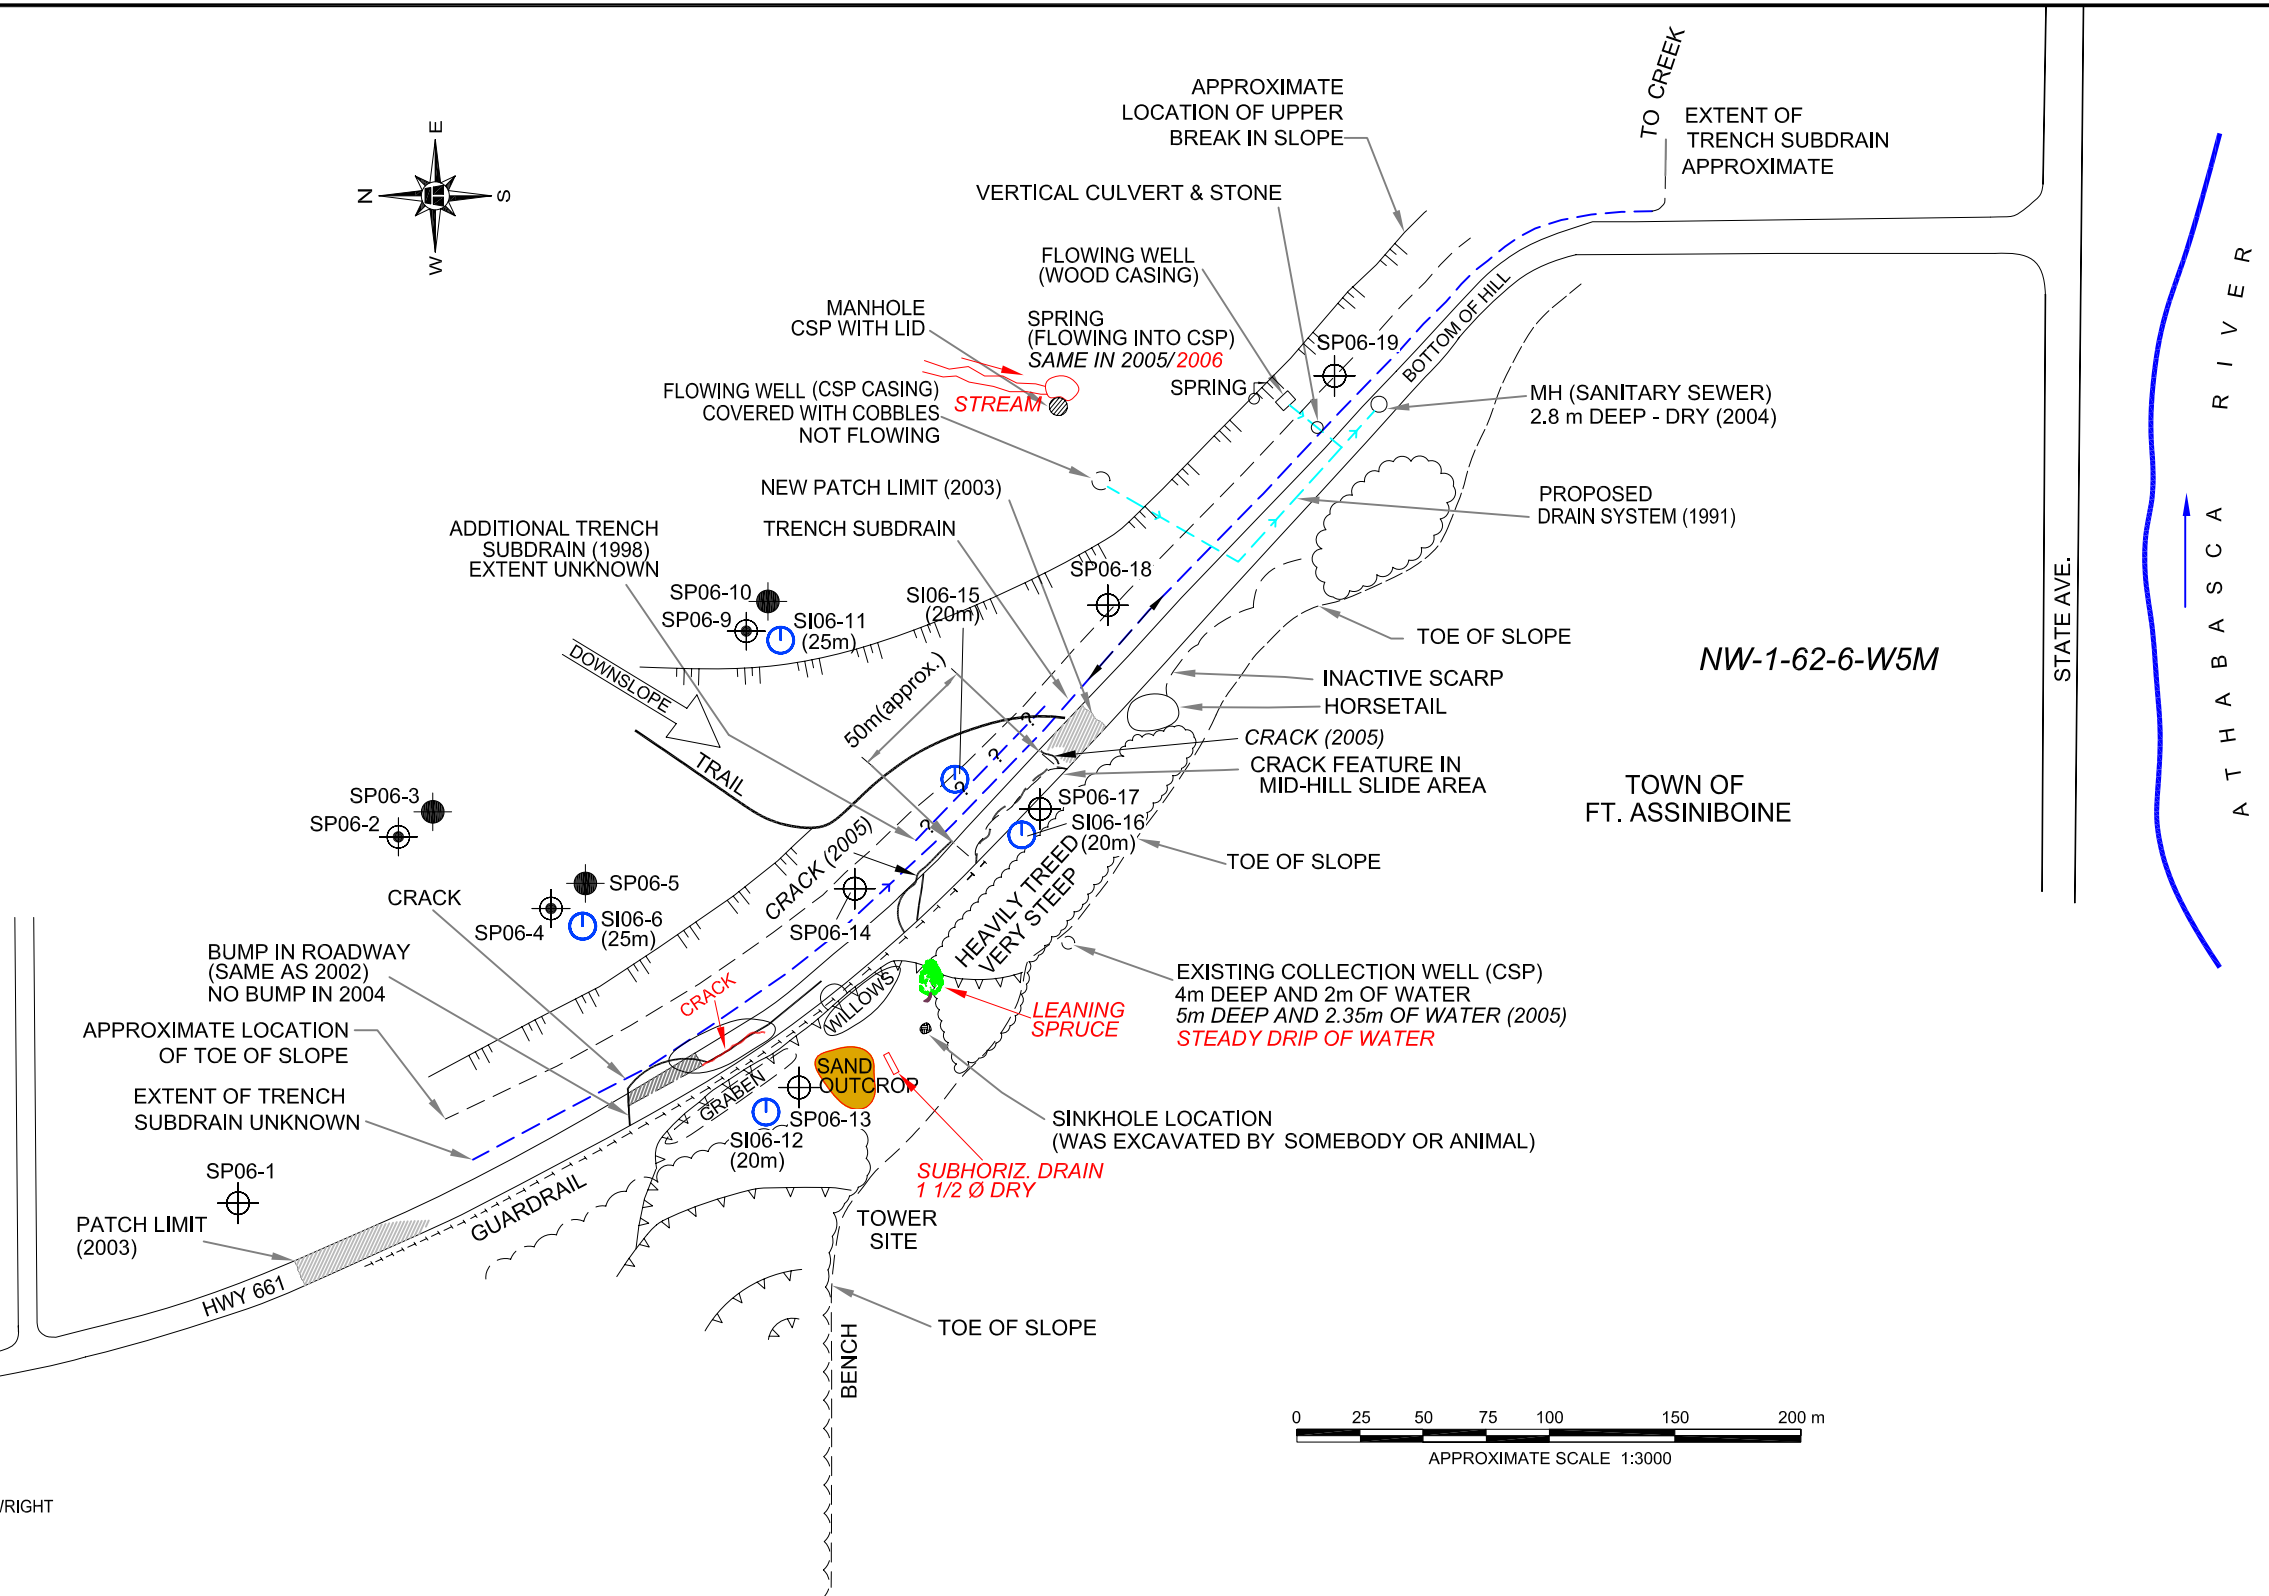 TO CREEK
EXTENT OF
TRENCH SUBDRAIN
APPROXIMATE
APPROXIMATE
LOCATION OF UPPER
BREAK IN SLOPE
N
E
S
W
VERTICAL CULVERT & STONE
FLOWING WELL
(WOOD CASING)
MANHOLE
CSP WITH LID
SPRING
(FLOWING INTO CSP)
SAME IN 2005/2006
STREAM
SPRING
SP06-19
BOTTOM OF HILL
FLOWING WELL (CSP CASING)
COVERED WITH COBBLES
NOT FLOWING
MH (SANITARY SEWER)
2.8 m DEEP - DRY (2004)
NEW PATCH LIMIT (2003)
TRENCH SUBDRAIN
PROPOSED
DRAIN SYSTEM (1991)
ADDITIONAL TRENCH
SUBDRAIN (1998)
EXTENT UNKNOWN
SP06-10
SP06-9
SI06-11
(25m)
SI06-15
(20m)
SP06-18
TOE OF SLOPE
DOWNSLOPE
50m(approx.)
INACTIVE SCARP
HORSETAIL
CRACK (2005)
CRACK FEATURE IN
MID-HILL SLIDE AREA
NW-1-62-6-W5M
STATE AVE.
ATHABASCA RIVER
TOWN OF
FT. ASSINIBOINE
TRAIL
?
?
?
?
SP06-3
SP06-2
SP06-17
SI06-16
(20m)
TOE OF SLOPE
CRACK (2005)
SP06-5
SP06-4
SI06-6
(25m)
SP06-14
CRACK
HEAVILY TREED
VERY STEEP
BUMP IN ROADWAY
(SAME AS 2002)
NO BUMP IN 2004
CRACK
WILLOWS
LEANING
SPRUCE
EXISTING COLLECTION WELL (CSP)
4m DEEP AND 2m OF WATER
5m DEEP AND 2.35m OF WATER (2005)
STEADY DRIP OF WATER
APPROXIMATE LOCATION
OF TOE OF SLOPE
EXTENT OF TRENCH
SUBDRAIN UNKNOWN
SAND
OUTCROP
GRABEN
SP06-13
SI06-12
(20m)
SINKHOLE LOCATION
(WAS EXCAVATED BY SOMEBODY OR ANIMAL)
SUBHORIZ. DRAIN
1 1/2 Ø DRY
SP06-1
PATCH LIMIT
(2003)
GUARDRAIL
HWY 661
TOWER
SITE
TOE OF SLOPE
BENCH
0 25 50 75 100 150 200 m
APPROXIMATE SCALE 1:3000
/RIGHT